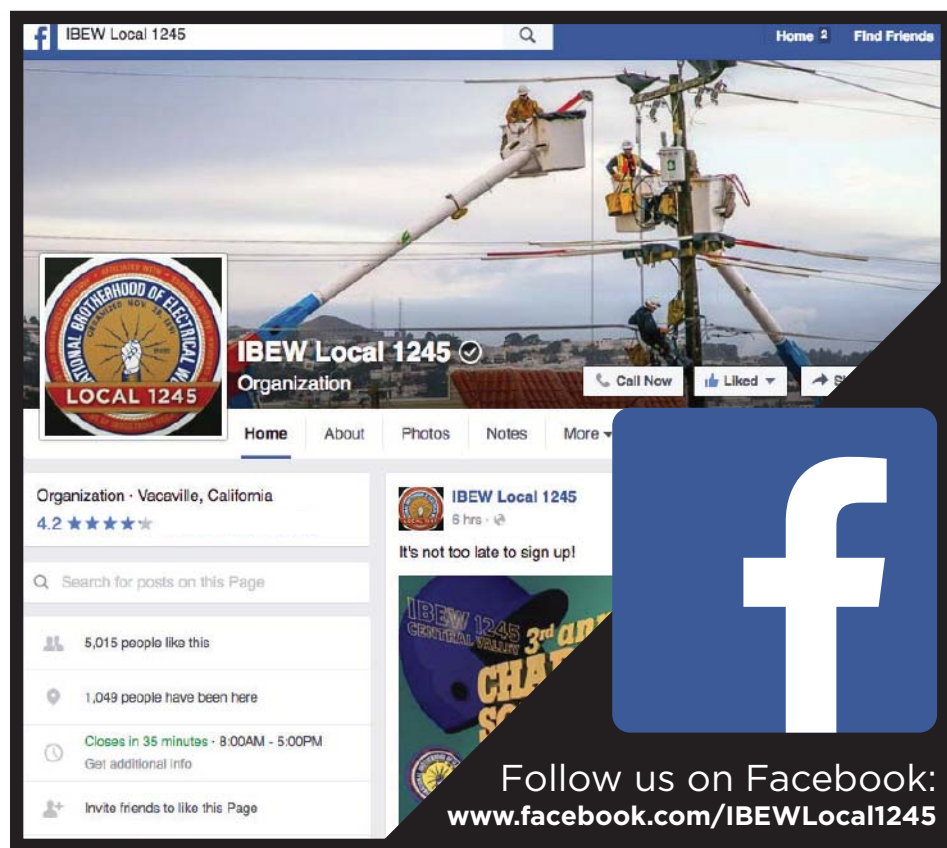 IBEW Local 1245
Home 2 Find Friends
BROTHERHOOD OF ELECTRICAL
ORGANIZED NOV. 28, 1891
LOCAL 1245
IBEW Local 1245
Organization
Call Now
Liked
Home
About
Photos
Notes
More
Organization · Vacaville, California
4.2
Search for posts on this Page
5,015 people like this
1,049 people have been here
Closes in 35 minutes · 8:00AM - 5:00PM
Get additional info
Invite friends to like this Page
IBEW Local 1245
6 hrs ·
It's not too late to sign up!
IBEW 1245
CENTRAL VALLEY
3rd
Follow us on Facebook:
www.facebook.com/IBEWLocal1245